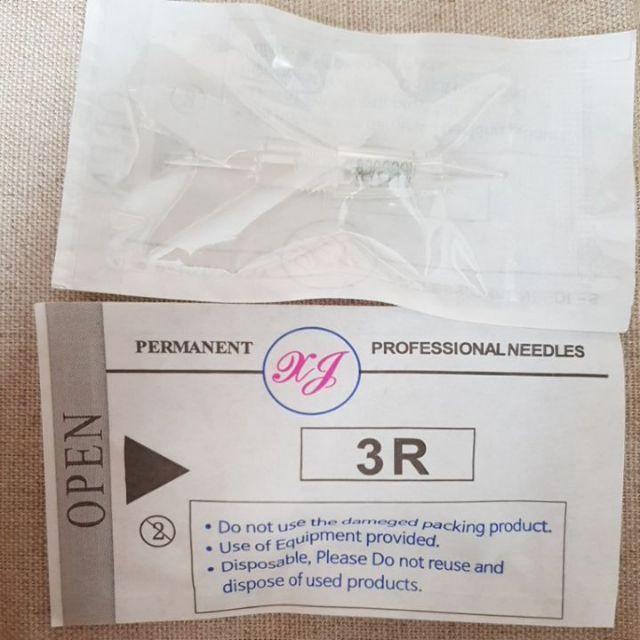 PERMANENT XJ PROFESSIONAL NEEDLES
OPEN
3R
2
• Do not use the dameged packing product.
• Use of Equipment provided.
• Disposable, Please Do not reuse and
dispose of used products.